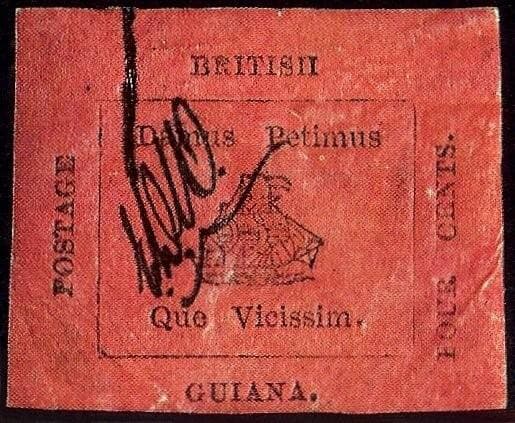 BRITISH
Damus Petimus
POSTAGE
FOUR CENTS.
Que Vicissim.
GUIANA.